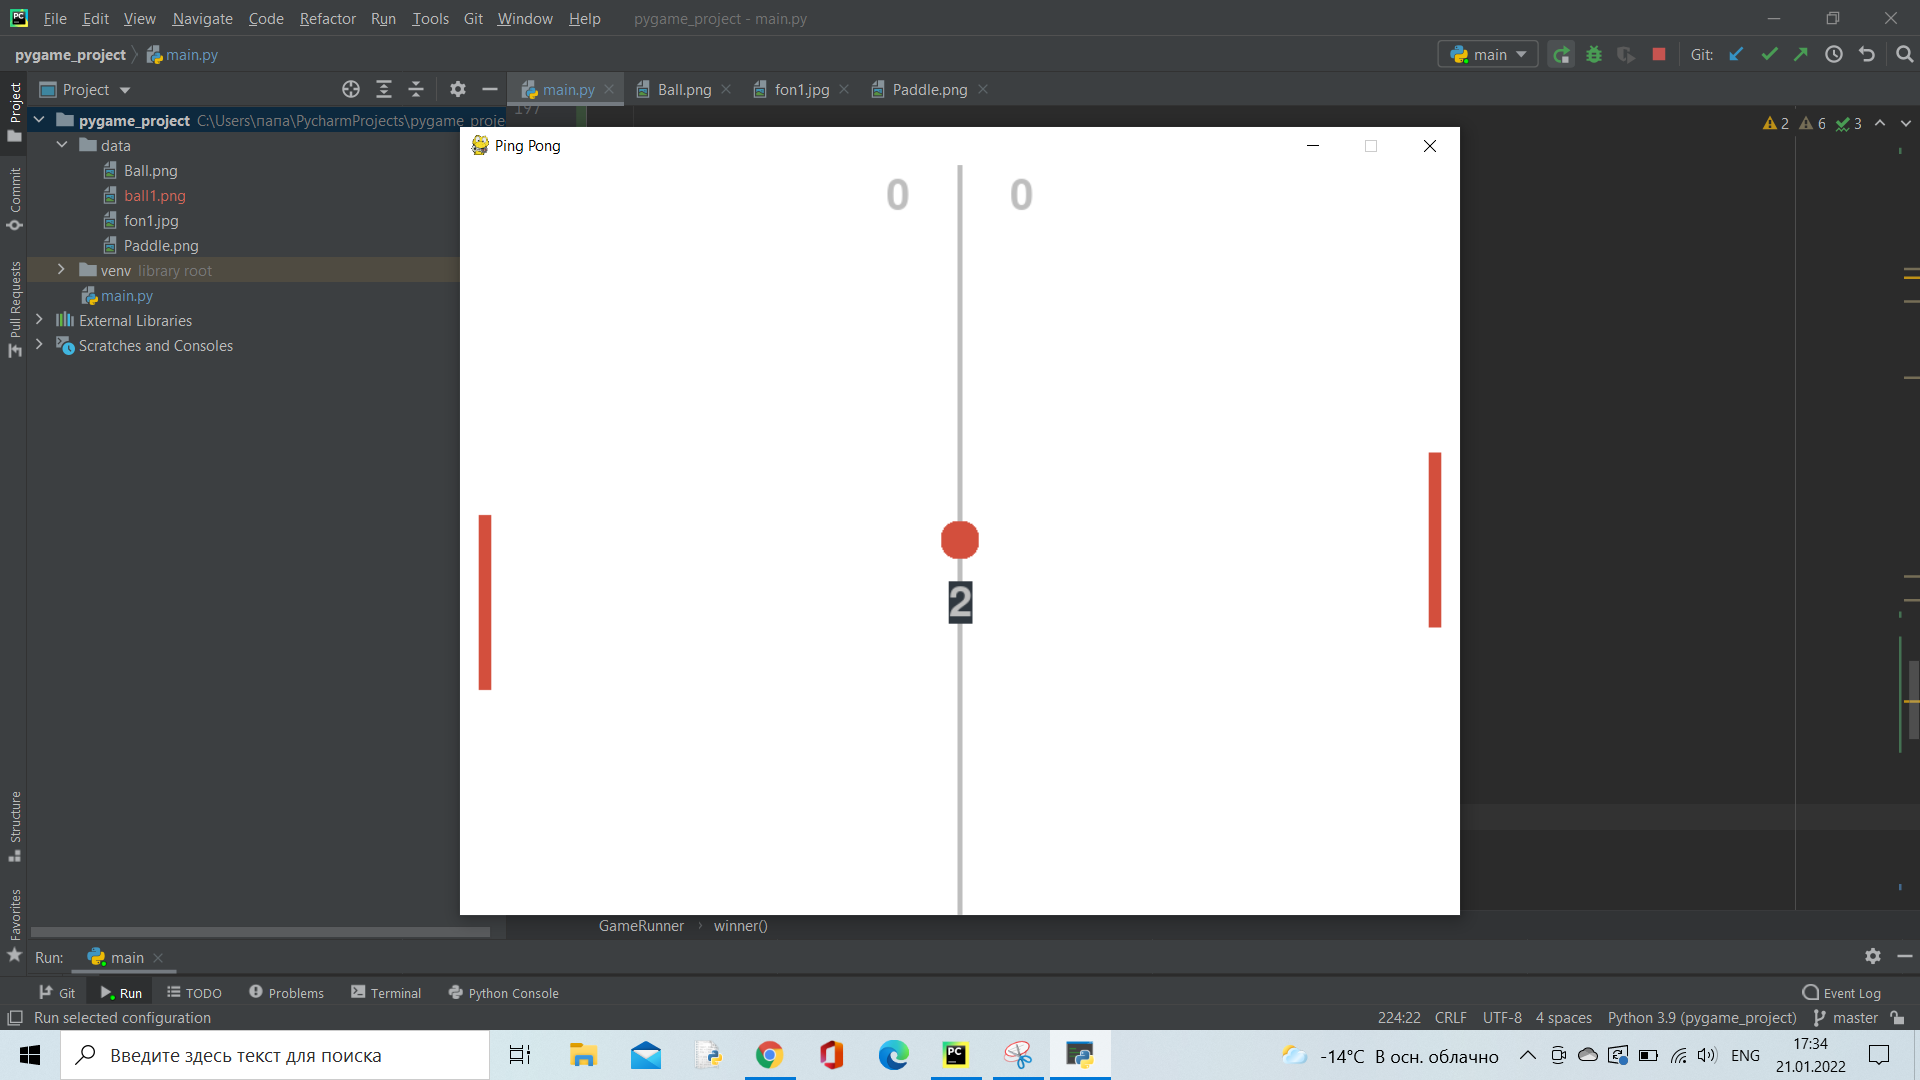 PC File Edit View Navigate Code Refactor Run Tools Git Window Help pygame_project - main.py
pygame_project main.py main Git:
Project main.py Ball.png fon1.jpg Paddle.png
197
pygame_project C:\Users\папа\PycharmProjects\pygame_proje
2 6 3
data
Ball.png
ball1.png
fon1.jpg
Paddle.png
venv library root
main.py
External Libraries
Scratches and Consoles
Project
Commit
Pull Requests
Structure
Favorites
Ping Pong
0 0
2
GameRunner winner()
Run: main
Git Run TODO Problems Terminal Python Console Event Log
Run selected configuration 224:22 CRLF UTF-8 4 spaces Python 3.9 (pygame_project) master
Введите здесь текст для поиска PC -14°C В осн. облачно ENG 17:34
21.01.2022